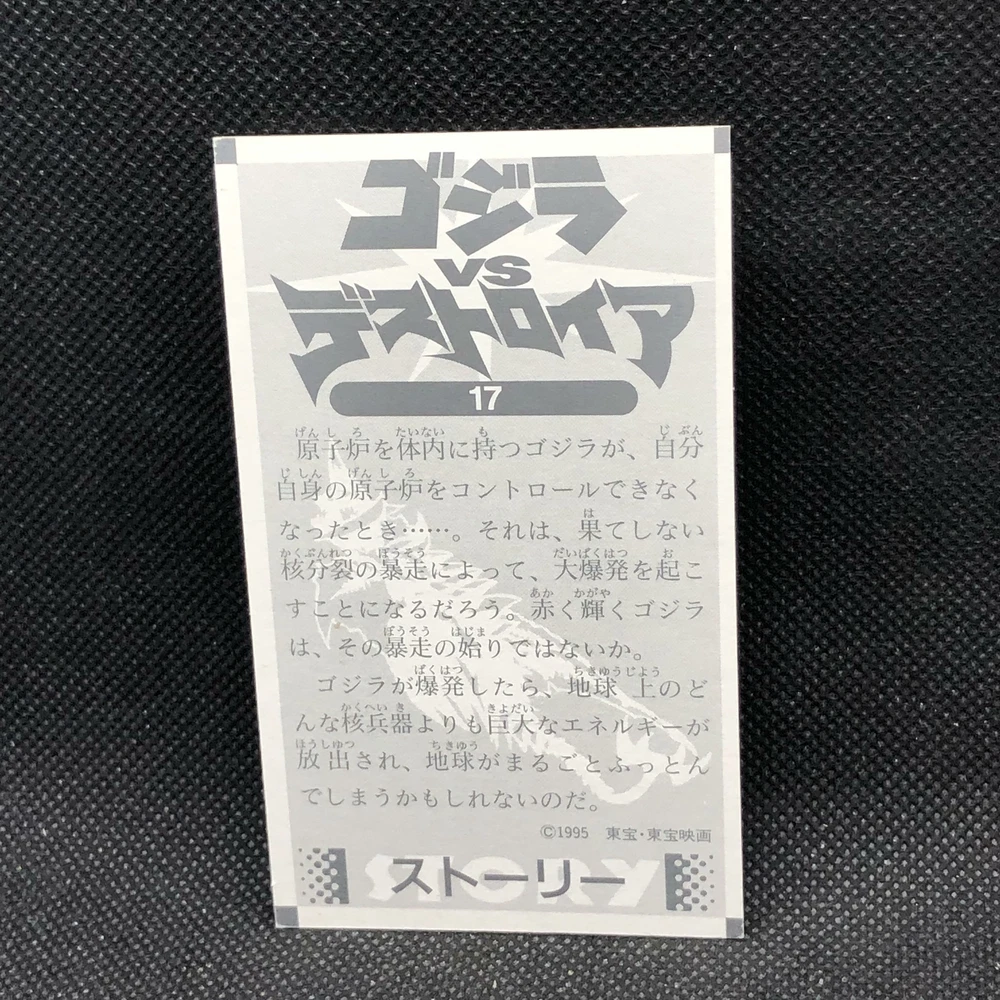 ゴジラ
VS
デストロイア
17
原子炉を体内に持つゴジラが、自分
自身の原子炉をコントロールできなく
なったとき……。それは、果てしない
核分裂の暴走によって、大爆発を起こ
すことになるだろう。赤く輝くゴジラ
は、その暴走の始りではないか。
ゴジラが爆発したら、地球上のど
んな核兵器よりも巨大なエネルギーが
放出され、地球がまるごとふっとん
でしまうかもしれないのだ。
©1995 東宝・東宝映画
STORY
ストーリー